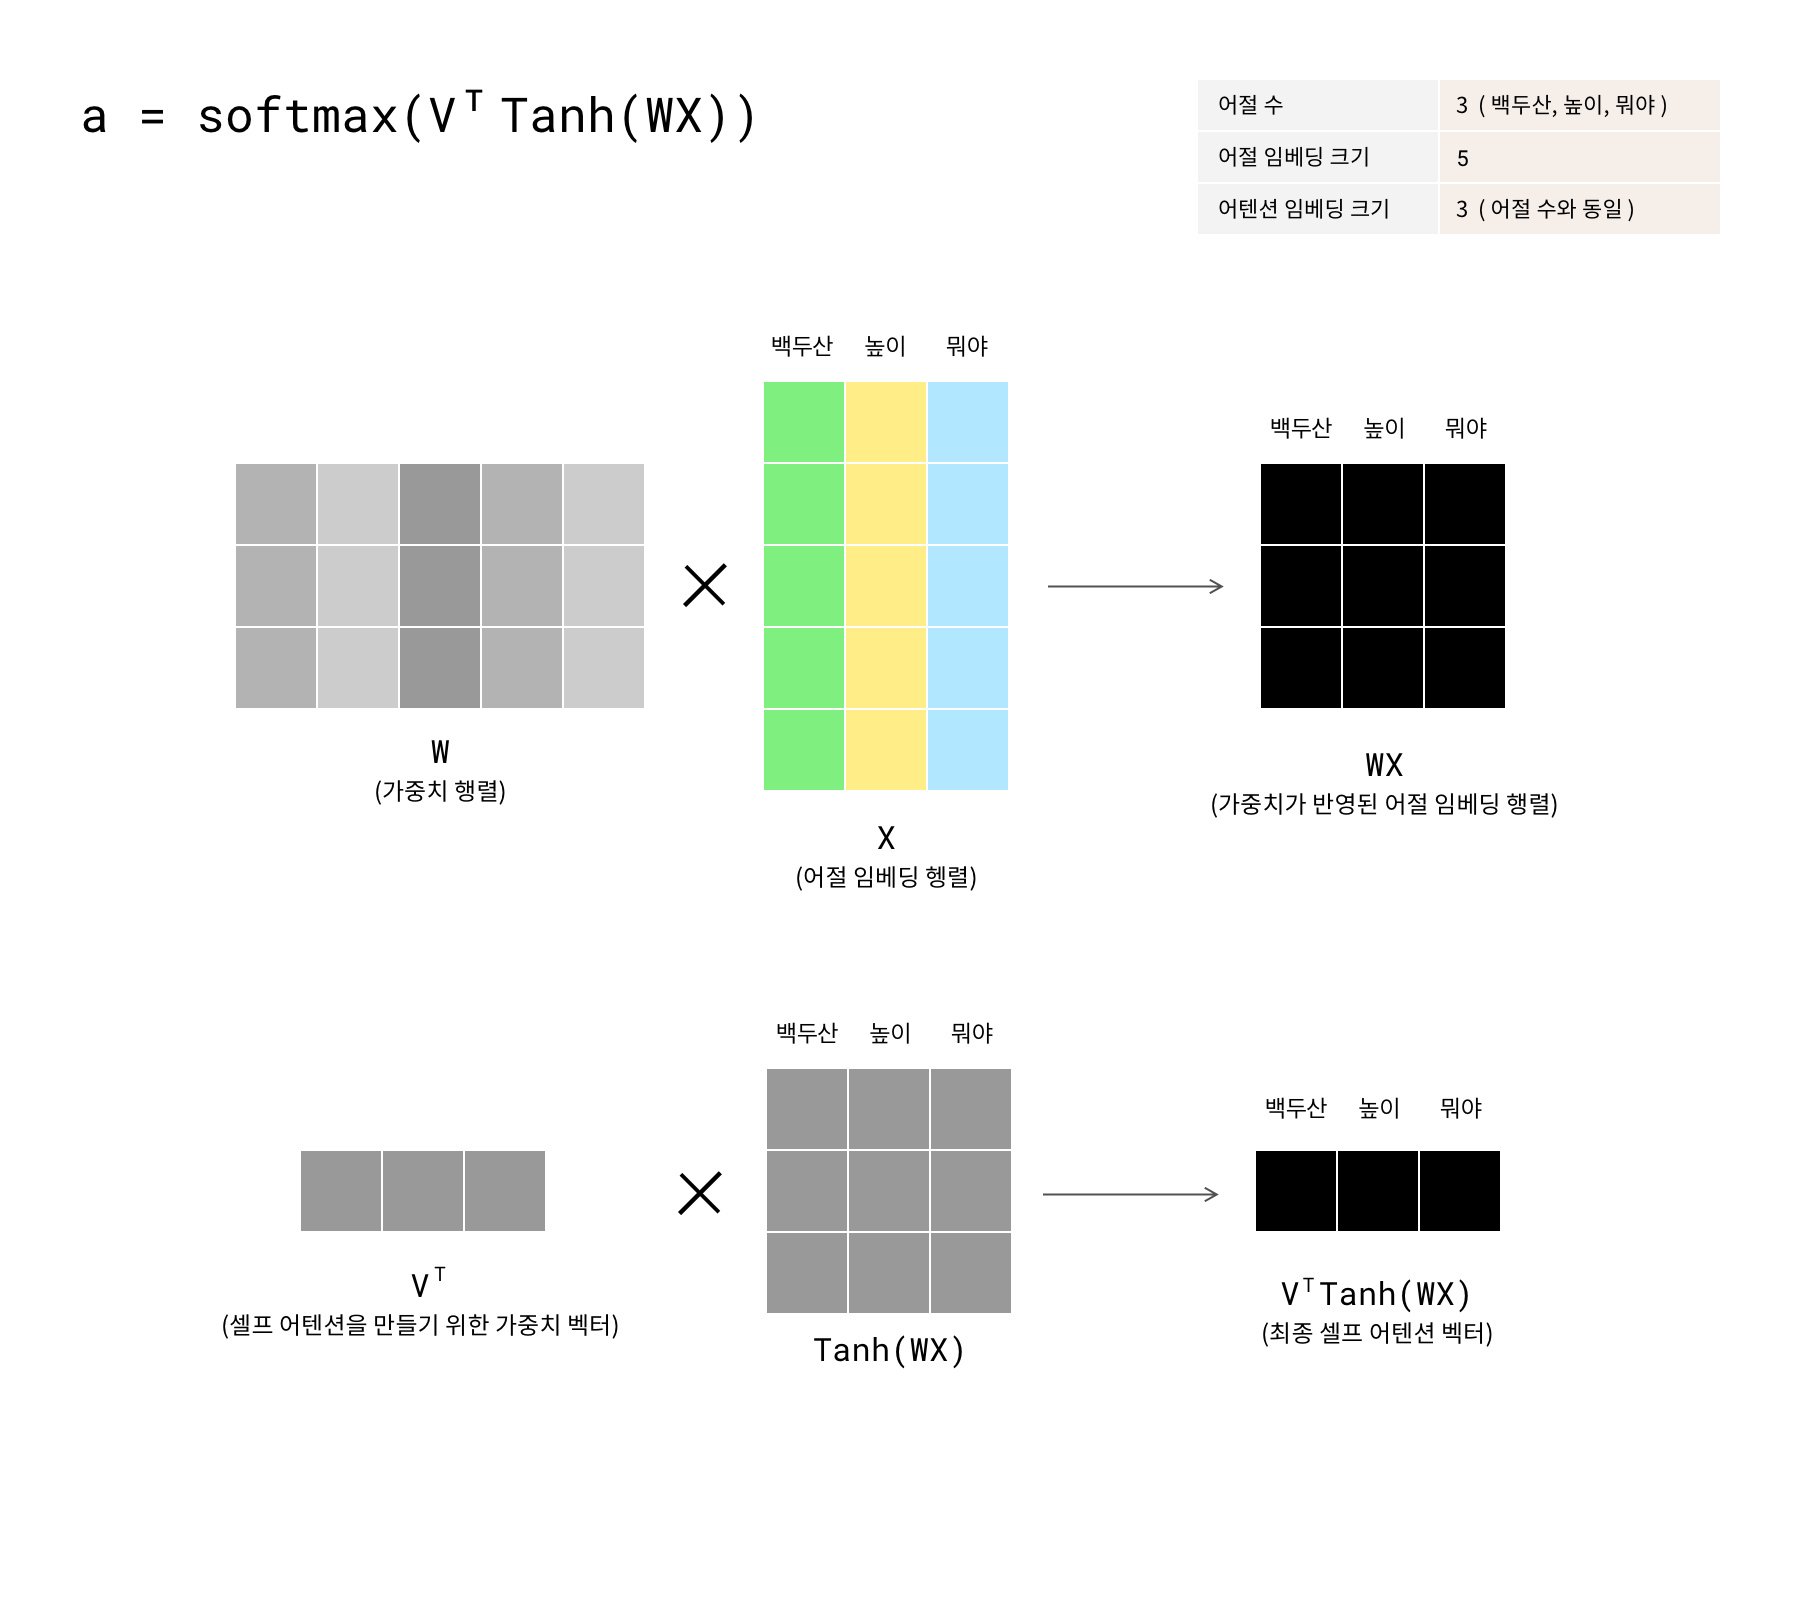 a = softmax(Vᵀ Tanh(WX))
어절 수 3 ( 백두산, 높이, 뭐야 )
어절 임베딩 크기 5
어텐션 임베딩 크기 3 ( 어절 수와 동일 )
백두산 높이 뭐야
백두산 높이 뭐야
W
(가중치 행렬)
X
(어절 임베딩 헹렬)
WX
(가중치가 반영된 어절 임베딩 행렬)
백두산 높이 뭐야
백두산 높이 뭐야
Vᵀ
(셀프 어텐션을 만들기 위한 가중치 벡터)
Tanh(WX)
VᵀTanh(WX)
(최종 셀프 어텐션 벡터)